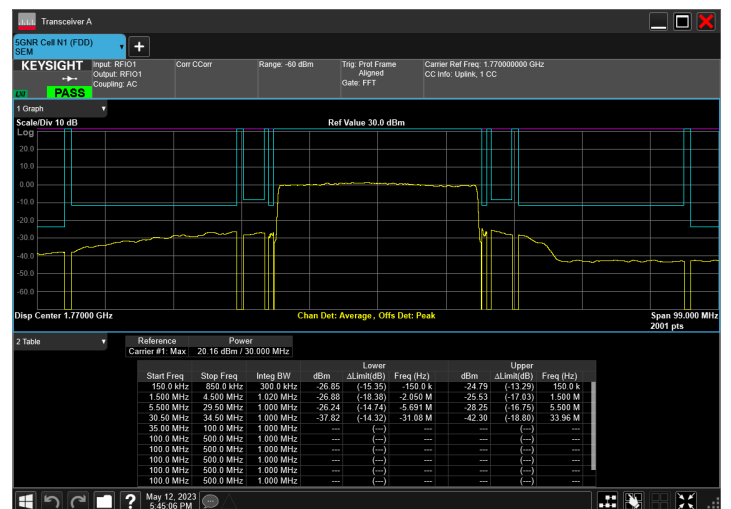 Transceiver A
5GNR Cell N1 (FDD)
SEM
+
KEYSIGHT Input: RFIO1 Corr CCorr Range: -60 dBm Trig: Prot Frame Carrier Ref Freq: 1.770000000 GHz
Output: RFIO1 Aligned CC Info: Uplink, 1 CC
Coupling: AC Gate: FFT
LXI PASS
1 Graph
Scale/Div 10 dB Ref Value 30.0 dBm
Log
20.0
10.0
0.00
-10.0
-20.0
-30.0
-40.0
-50.0
-60.0
Disp Center 1.77000 GHz Chan Det: Average, Offs Det: Peak Span 99.000 MHz
2001 pts
2 Table
Reference Power
Carrier #1: Max 20.16 dBm / 30.000 MHz
Lower Upper
Start Freq Stop Freq Integ BW dBm ΔLimit(dB) Freq (Hz) dBm ΔLimit(dB) Freq (Hz)
150.0 kHz 850.0 kHz 300.0 kHz -26.85 (-15.35) -150.0 k -24.79 (-13.29) 150.0 k
1.500 MHz 4.500 MHz 1.020 MHz -26.88 (-18.38) -2.050 M -25.53 (-17.03) 1.500 M
5.500 MHz 29.50 MHz 1.000 MHz -26.24 (-14.74) -5.691 M -28.25 (-16.75) 5.500 M
30.50 MHz 34.50 MHz 1.000 MHz -37.82 (-14.32) -31.08 M -42.30 (-18.80) 33.96 M
35.00 MHz 100.0 MHz 1.000 MHz --- (---) --- --- (---) ---
100.0 MHz 500.0 MHz 1.000 MHz --- (---) --- --- (---) ---
100.0 MHz 500.0 MHz 1.000 MHz --- (---) --- --- (---) ---
100.0 MHz 500.0 MHz 1.000 MHz --- (---) --- --- (---) ---
100.0 MHz 500.0 MHz 1.000 MHz --- (---) --- --- (---) ---
100.0 MHz 500.0 MHz 1.000 MHz --- (---) --- --- (---) ---
? May 12, 2023
5:45:06 PM